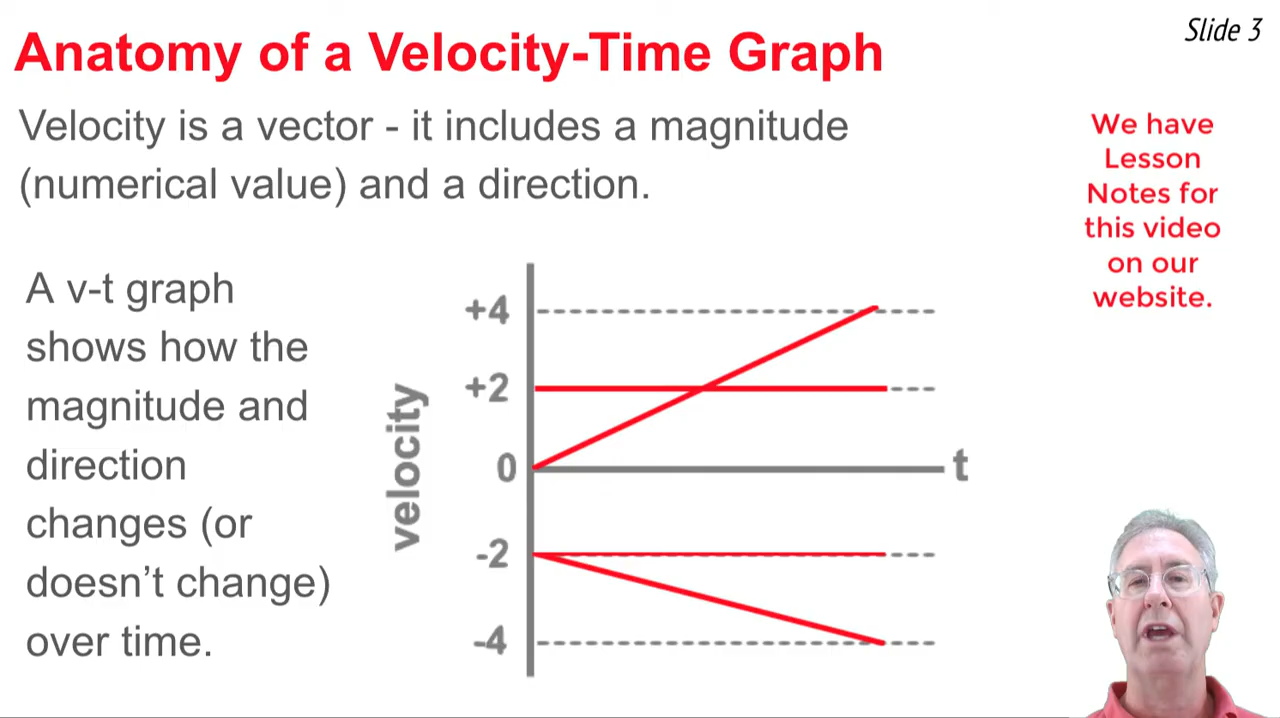 Slide 3
Anatomy of a Velocity-Time Graph
Velocity is a vector - it includes a magnitude
(numerical value) and a direction.
We have
Lesson
Notes for
this video
on our
website.
A v-t graph
shows how the
magnitude and
direction
changes (or
doesn't change)
over time.
velocity
+4
+2
0
-2
-4
t